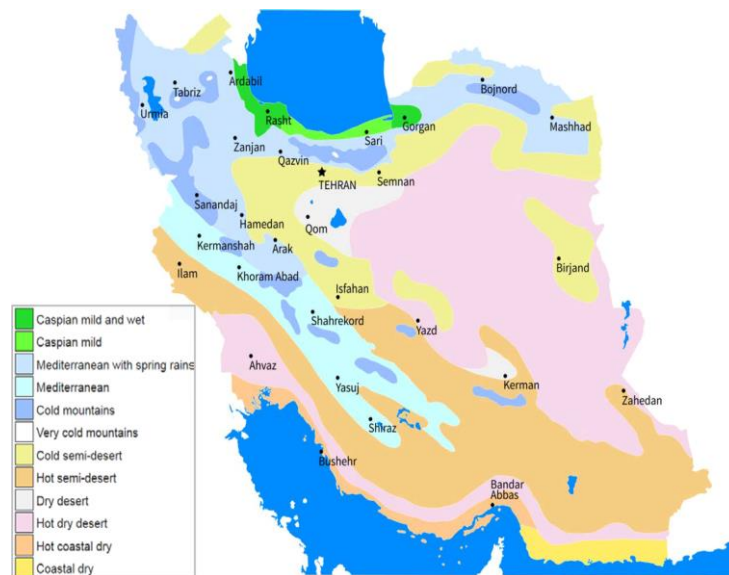 Ardabil
Tabriz
Urmia
Rasht
Bojnord
Gorgan
Mashhad
Sari
Zanjan
Qazvin
TEHRAN
Semnan
Sanandaj
Hamedan
Qom
Kermanshah
Arak
Ilam
Khoram Abad
Birjand
Isfahan
Shahrekord
Yazd
Ahvaz
Yasuj
Kerman
Zahedan
Shiraz
Bushehr
Bandar
Abbas
Caspian mild and wet
Caspian mild
Mediterranean with spring rains
Mediterranean
Cold mountains
Very cold mountains
Cold semi-desert
Hot semi-desert
Dry desert
Hot dry desert
Hot coastal dry
Coastal dry